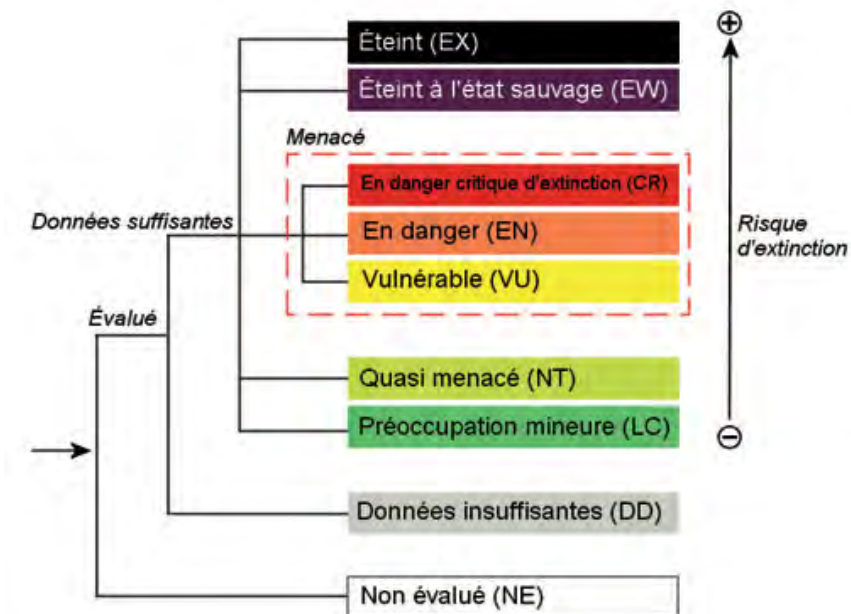 Éteint (EX)
Éteint à l'état sauvage (EW)
Menacé
En danger critique d'extinction (CR)
Données suffisantes
En danger (EN)
Risque
d'extinction
Vulnérable (VU)
Évalué
Quasi menacé (NT)
Préoccupation mineure (LC)
Données insuffisantes (DD)
Non évalué (NE)